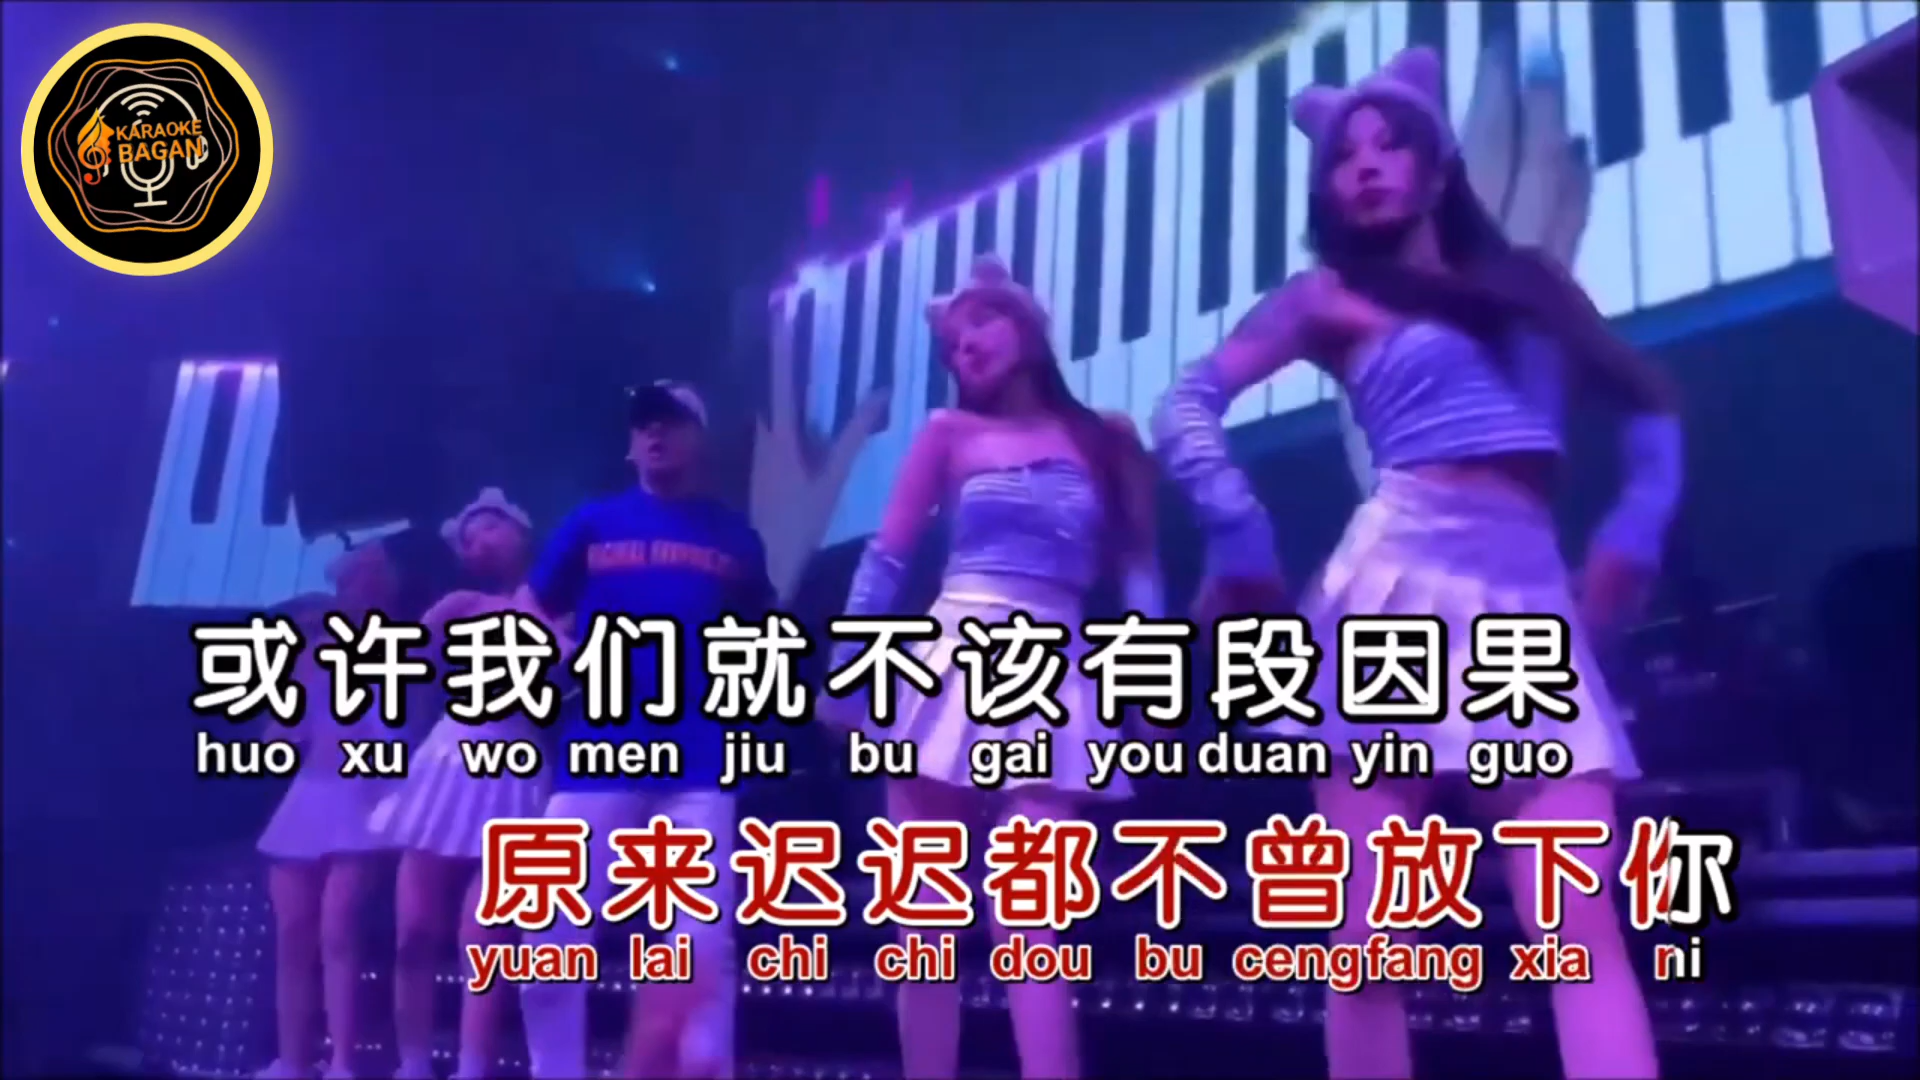 KARAOKE
BAGAN
或许我们就不该有段因果
huo xu wo men jiu bu gai you duan yin guo
原来迟迟都不曾放下你
yuan lai chi chi dou bu ceng fang xia ni